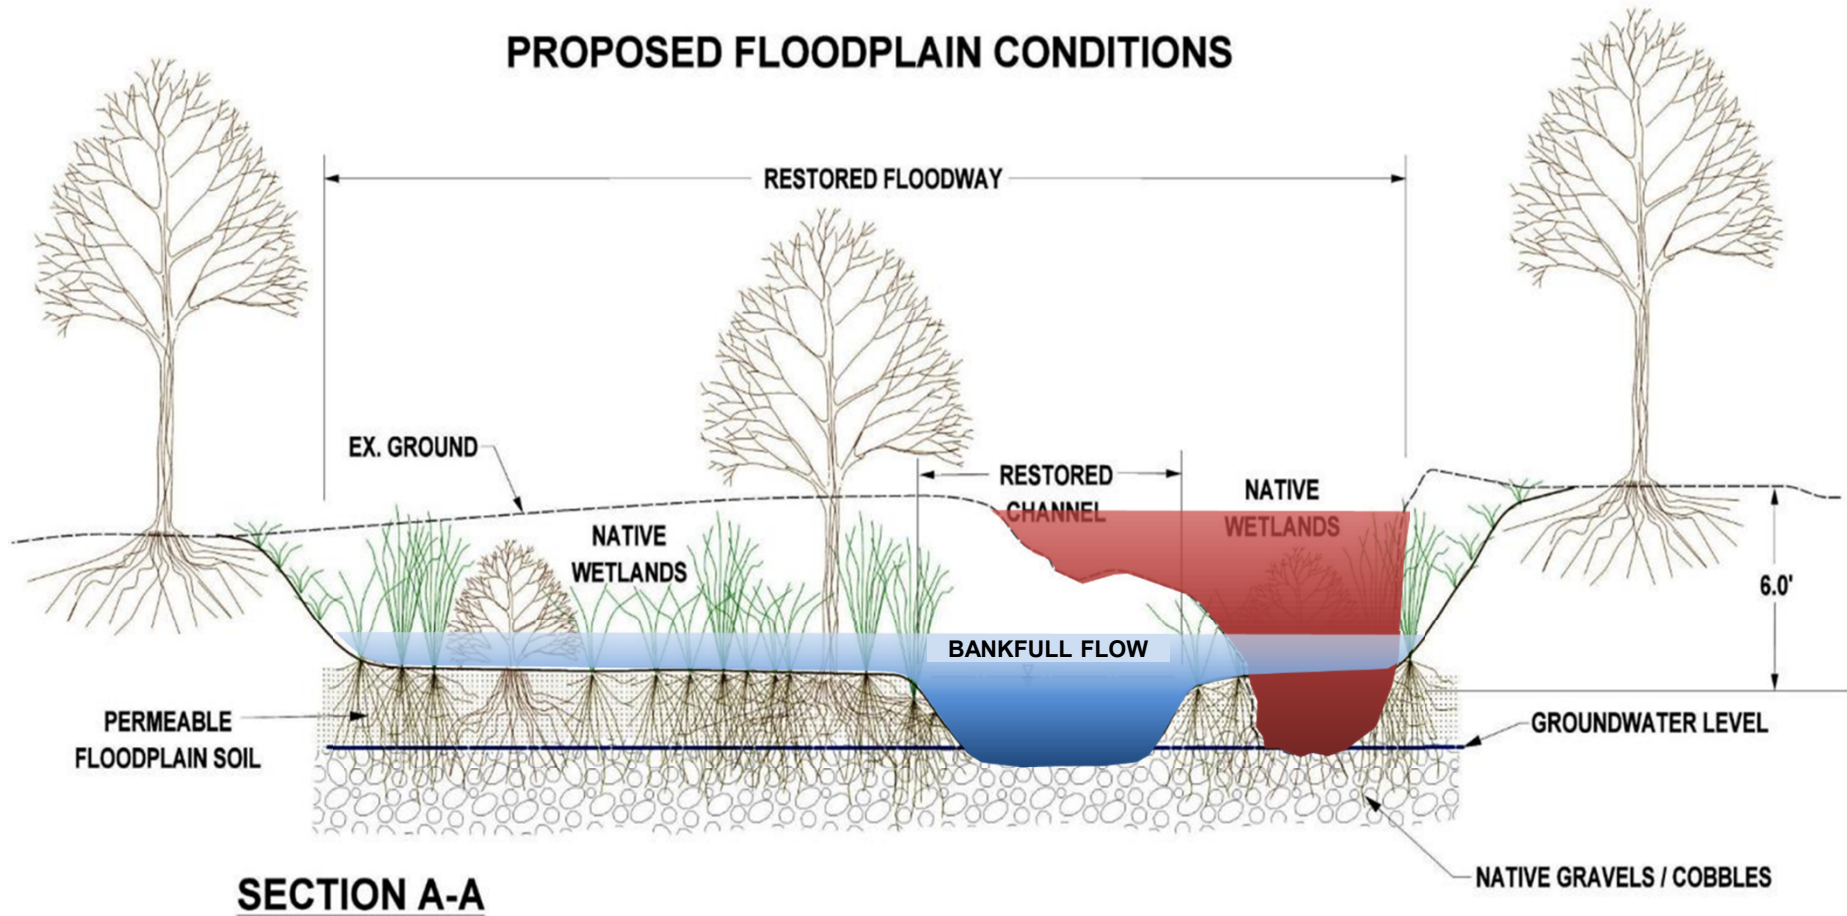 PROPOSED FLOODPLAIN CONDITIONS
RESTORED FLOODWAY
EX. GROUND
RESTORED
CHANNEL
NATIVE
WETLANDS
NATIVE
WETLANDS
6.0'
BANKFULL FLOW
PERMEABLE
FLOODPLAIN SOIL
GROUNDWATER LEVEL
NATIVE GRAVELS / COBBLES
SECTION A-A